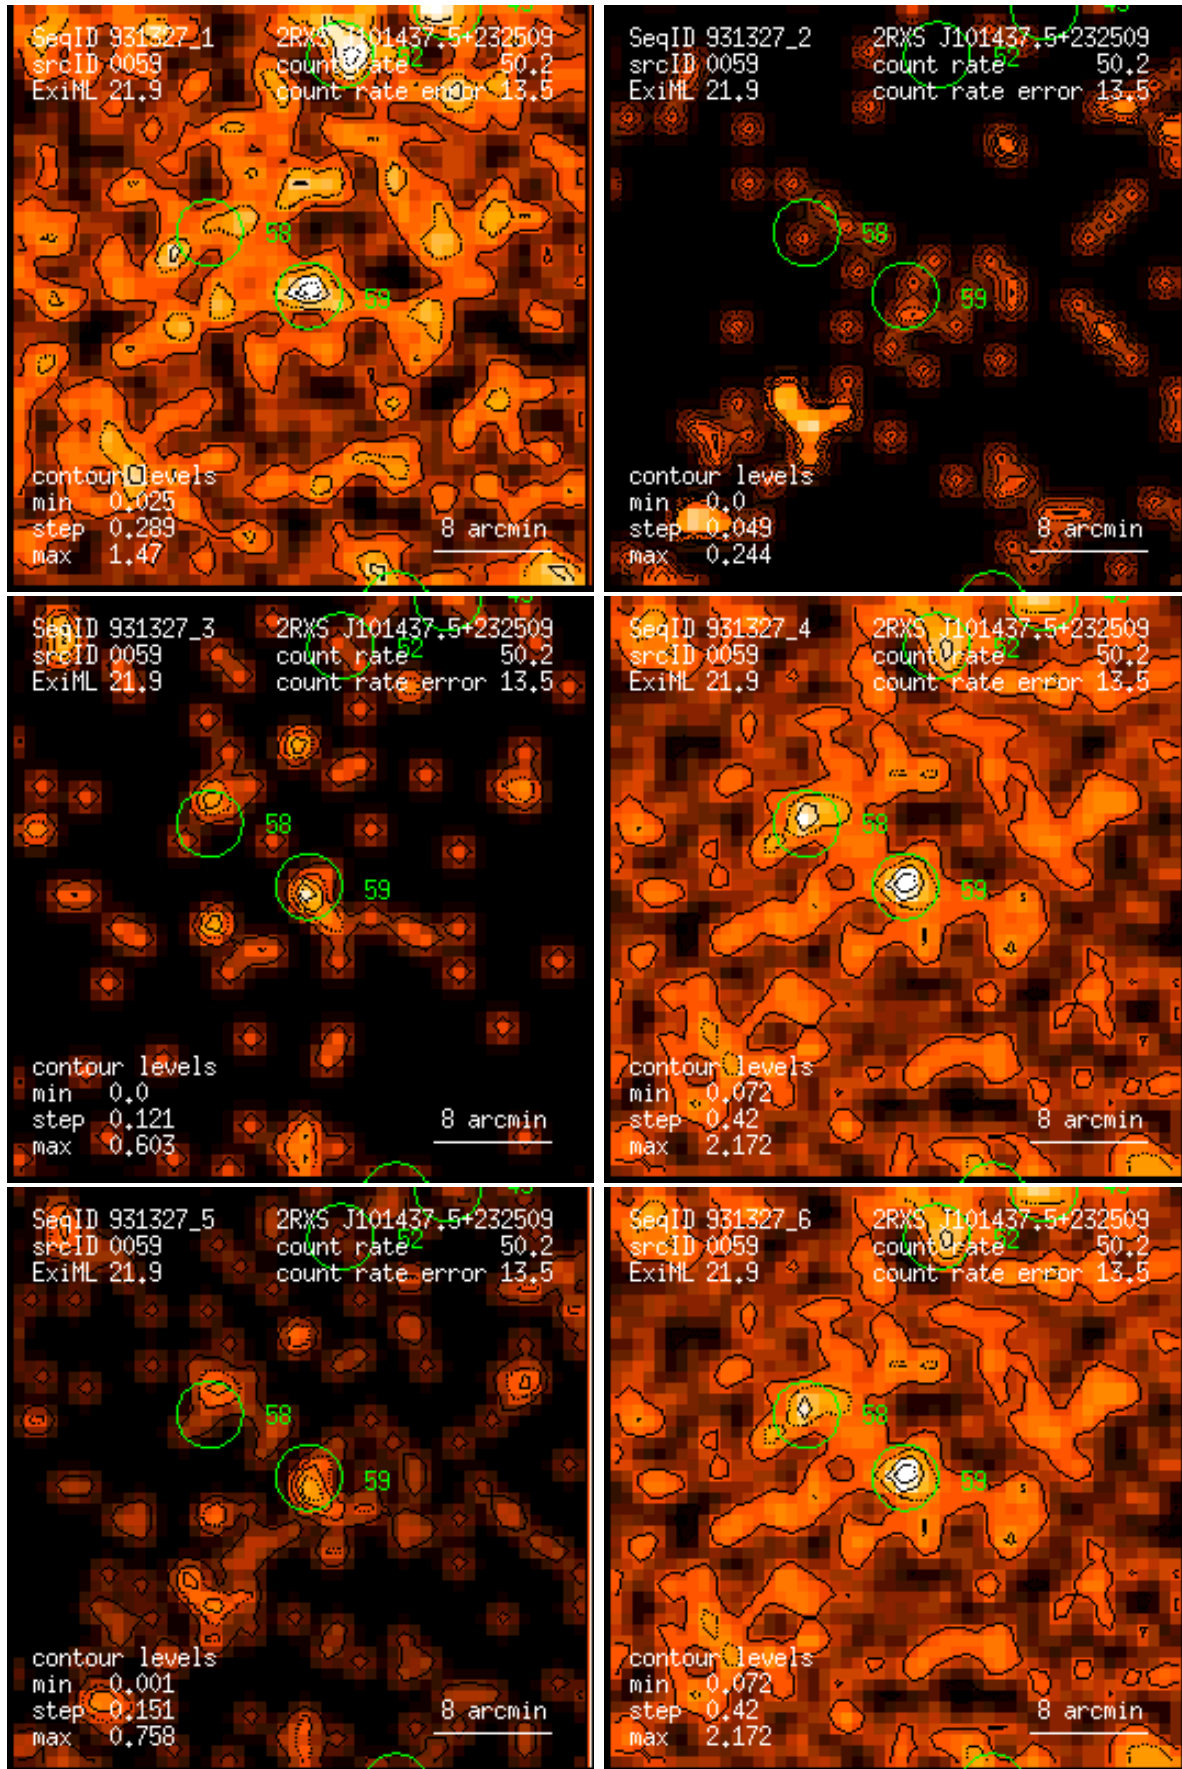 SeqID 931327_1 2RXS J101437.5+232509
srcID 0059 count rate 52 50.2
ExiML 21.9 count rate error 13.5
58
59
contour levels
min 0.025
step 0.289 8 arcmin
max 1.47
SeqID 931327_2 2RXS J101437.5+232509
srcID 0059 count rate 52 50.2
ExiML 21.9 count rate error 13.5
58
59
contour levels
min 0.0
step 0.049 8 arcmin
max 0.244
SeqID 931327_3 2RXS J101437.5+232509
srcID 0059 count rate 52 50.2
ExiML 21.9 count rate error 13.5
58
59
contour levels
min 0.0
step 0.121 8 arcmin
max 0.603
SeqID 931327_4 2RXS J101437.5+232509
srcID 0059 count rate 52 50.2
ExiML 21.9 count rate error 13.5
58
59
contour levels
min 0.072
step 0.42 8 arcmin
max 2.172
SeqID 931327_5 2RXS J101437.5+232509
srcID 0059 count rate 52 50.2
ExiML 21.9 count rate error 13.5
58
59
contour levels
min 0.001
step 0.151 8 arcmin
max 0.758
SeqID 931327_6 2RXS J101437.5+232509
srcID 0059 count rate 52 50.2
ExiML 21.9 count rate error 13.5
58
59
contour levels
min 0.072
step 0.42 8 arcmin
max 2.172